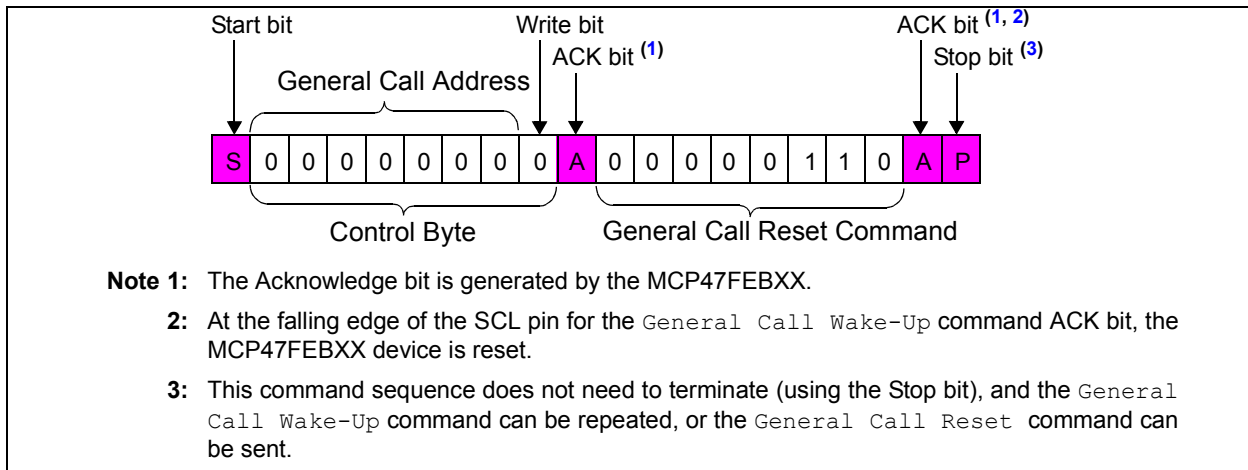 Start bit Write bit ACK bit (1, 2)
ACK bit (1) Stop bit (3)
General Call Address
S 0 0 0 0 0 0 0 0 A 0 0 0 0 0 1 1 0 A P
Control Byte General Call Reset Command
Note 1: The Acknowledge bit is generated by the MCP47FEBXX.
2: At the falling edge of the SCL pin for the General Call Wake-Up command ACK bit, the
MCP47FEBXX device is reset.
3: This command sequence does not need to terminate (using the Stop bit), and the General
Call Wake-Up command can be repeated, or the General Call Reset command can
be sent.